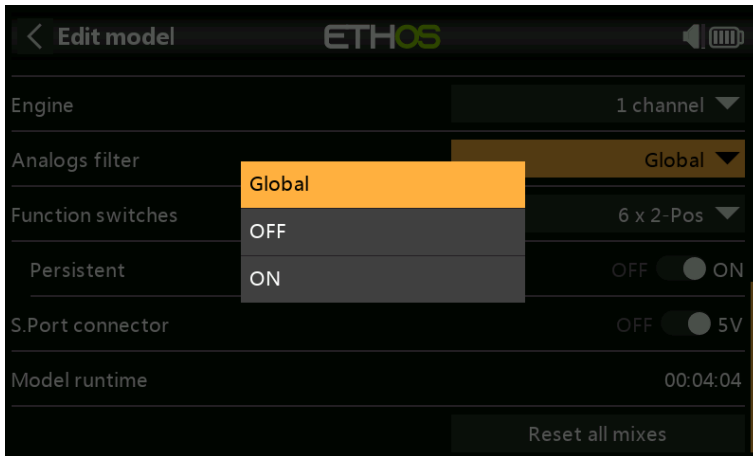 Edit model
ETHOS
Engine
1 channel
Analogs filter
Global
Global
OFF
ON
Function switches
6 x 2-Pos
Persistent
OFF ON
S.Port connector
OFF 5V
Model runtime
00:04:04
Reset all mixes